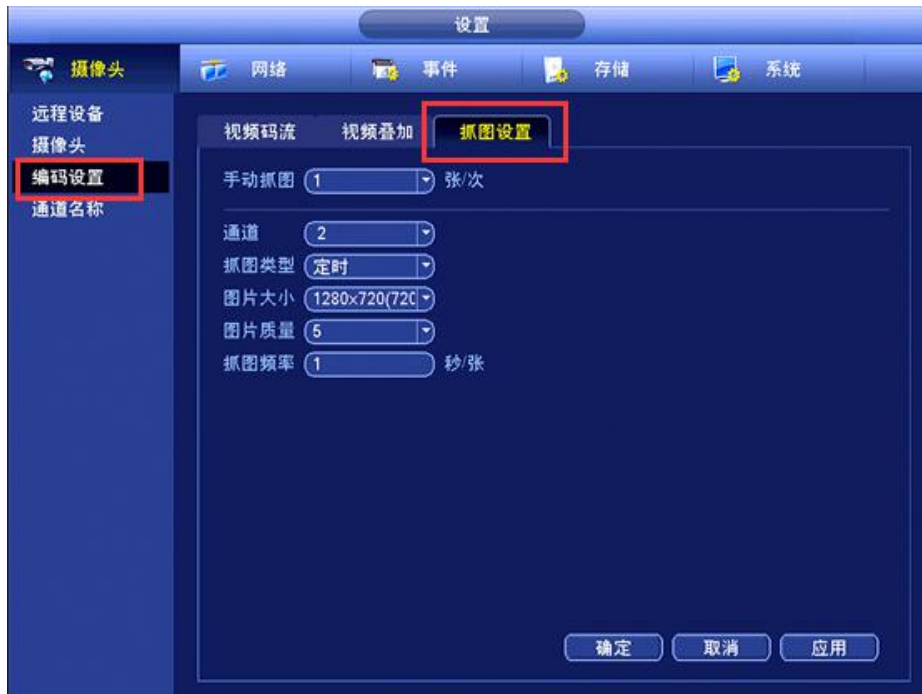 设置
摄像头 网络 事件 存储 系统
远程设备
摄像头
编码设置
通道名称
视频码流 视频叠加 抓图设置
手动抓图 1 张/次
通道 2
抓图类型 定时
图片大小 1280×720(720
图片质量 5
抓图频率 1 秒/张
确定 取消 应用